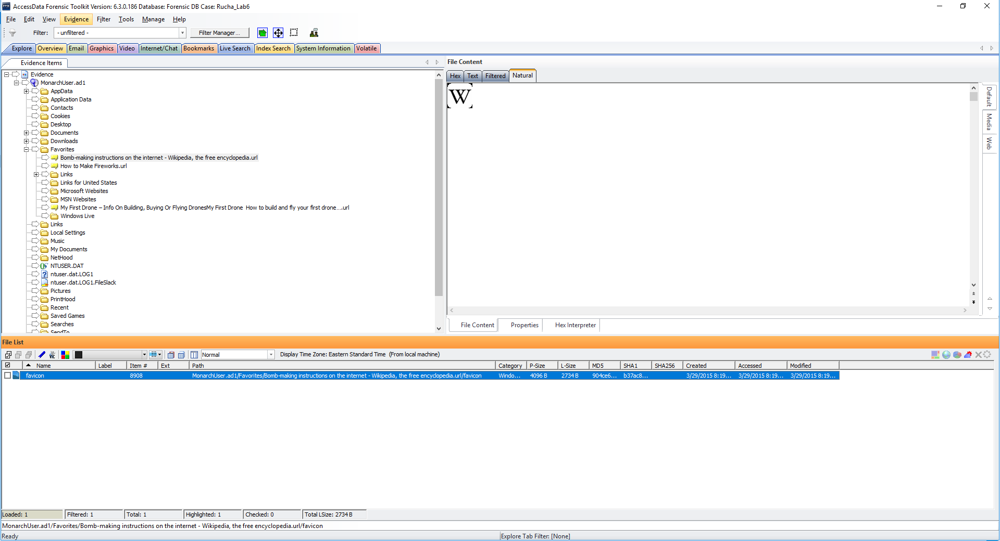 AccessData Forensic Toolkit Version: 6.3.0.186 Database: Forensic DB Case: Rucha_Lab6
File Edit View Evidence Filter Tools Manage Help
Filter: - unfiltered - Filter Manager...
Explore Overview Email Graphics Video Internet/Chat Bookmarks Live Search Index Search System Information Volatile
Evidence Items
Evidence
MonarchUser.ad1
AppData
Application Data
Contacts
Cookies
Desktop
Documents
Downloads
Favorites
Bomb-making instructions on the internet - Wikipedia, the free encyclopedia.url
How to Make Fireworks.url
Links
Links for United States
Microsoft Websites
MSN Websites
My First Drone – Info On Building, Buying Or Flying DronesMy First Drone  How to build and fly your first drone....url
Windows Live
Links
Local Settings
Music
My Documents
NetHood
NTUSER.DAT
ntuser.dat.LOG1
ntuser.dat.LOG1.FileSlack
Pictures
PrintHood
Recent
Saved Games
Searches
SendTo
File Content
Hex Text Filtered Natural
W
Default
Media
Web
File Content Properties Hex Interpreter
File List
Normal Display Time Zone: Eastern Standard Time  (From local machine)
Name Label Item # Ext Path Category P-Size L-Size MD5 SHA1 SHA256 Created Accessed Modified
favicon 8908 MonarchUser.ad1/Favorites/Bomb-making instructions on the internet - Wikipedia, the free encyclopedia.url/favicon Windo... 4096 B 2734 B 904ce6... b37ac8... 3/29/2015 8:19... 3/29/2015 8:19... 3/29/2015 8:19...
Loaded: 1 Filtered: 1 Total: 1 Highlighted: 1 Checked: 0 Total LSize: 2734 B
MonarchUser.ad1/Favorites/Bomb-making instructions on the internet - Wikipedia, the free encyclopedia.url/favicon
Ready Explore Tab Filter: [None]